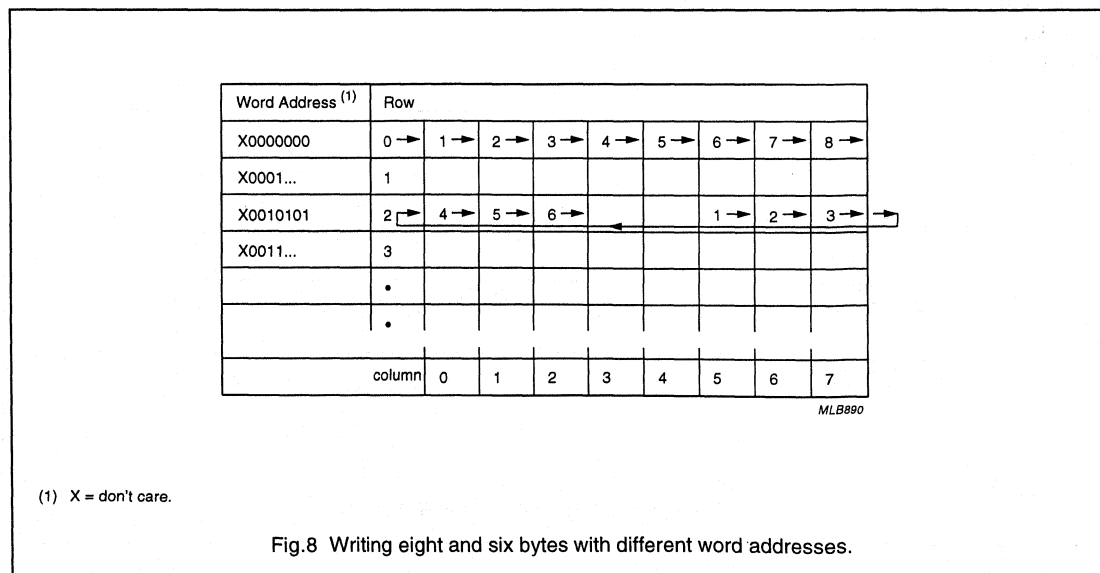 Word Address (1) Row
X0000000 0 1 2 3 4 5 6 7 8
X0001... 1
X0010101 2 4 5 6 1 2 3
X0011... 3
•
•
column 0 1 2 3 4 5 6 7
MLB890
(1) X = don't care.
Fig.8 Writing eight and six bytes with different word addresses.